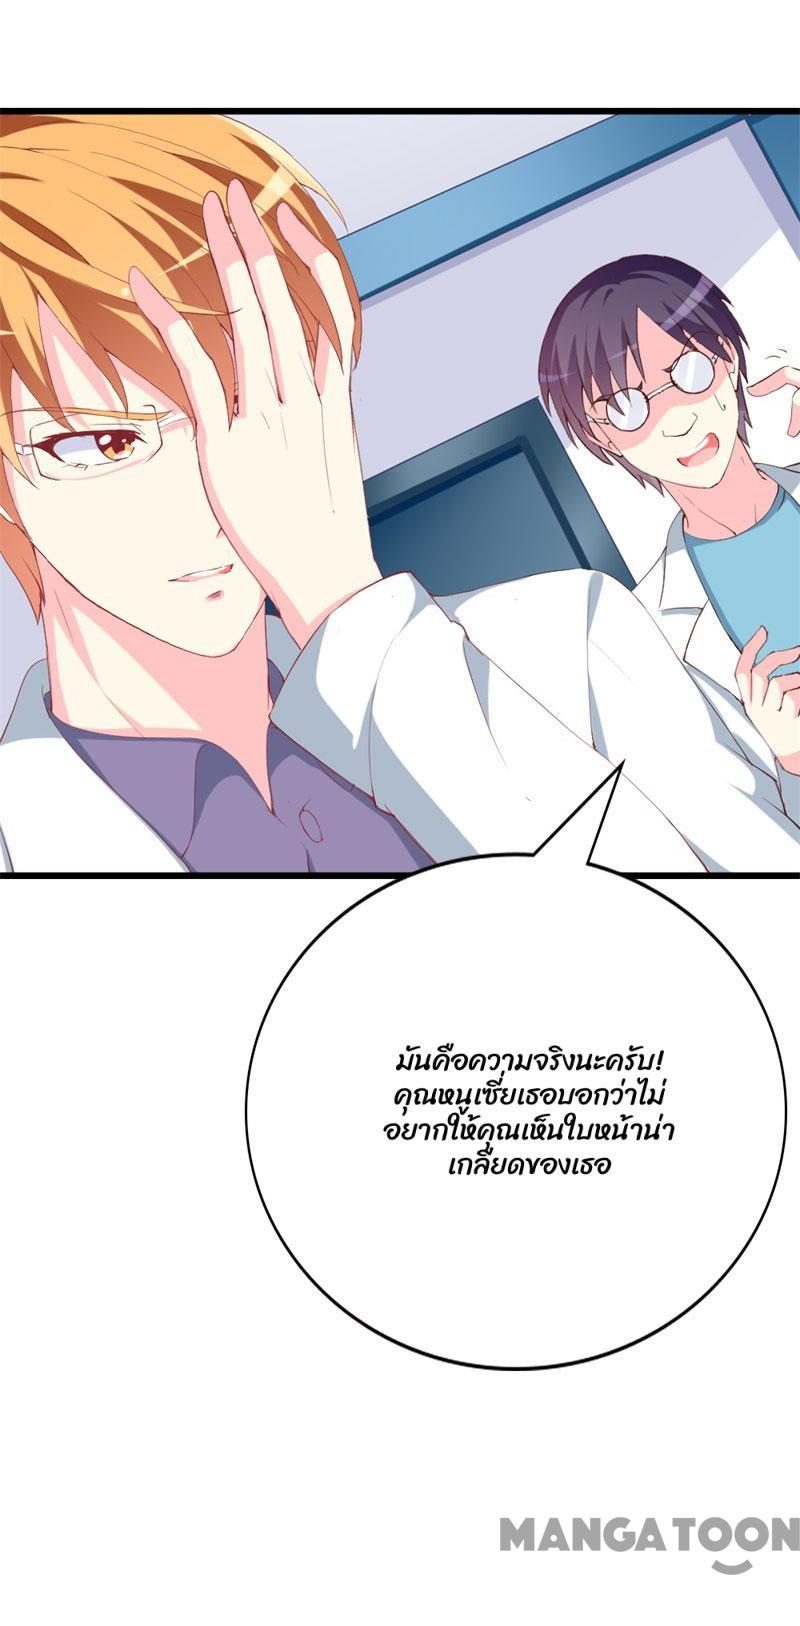 มันคือความจริงนะครับ!
คุณหนูเซี่ยเธอบอกว่าไม่
อยากให้คุณเห็นใบหน้าน่า
เกลียดของเธอ
MANGATOON